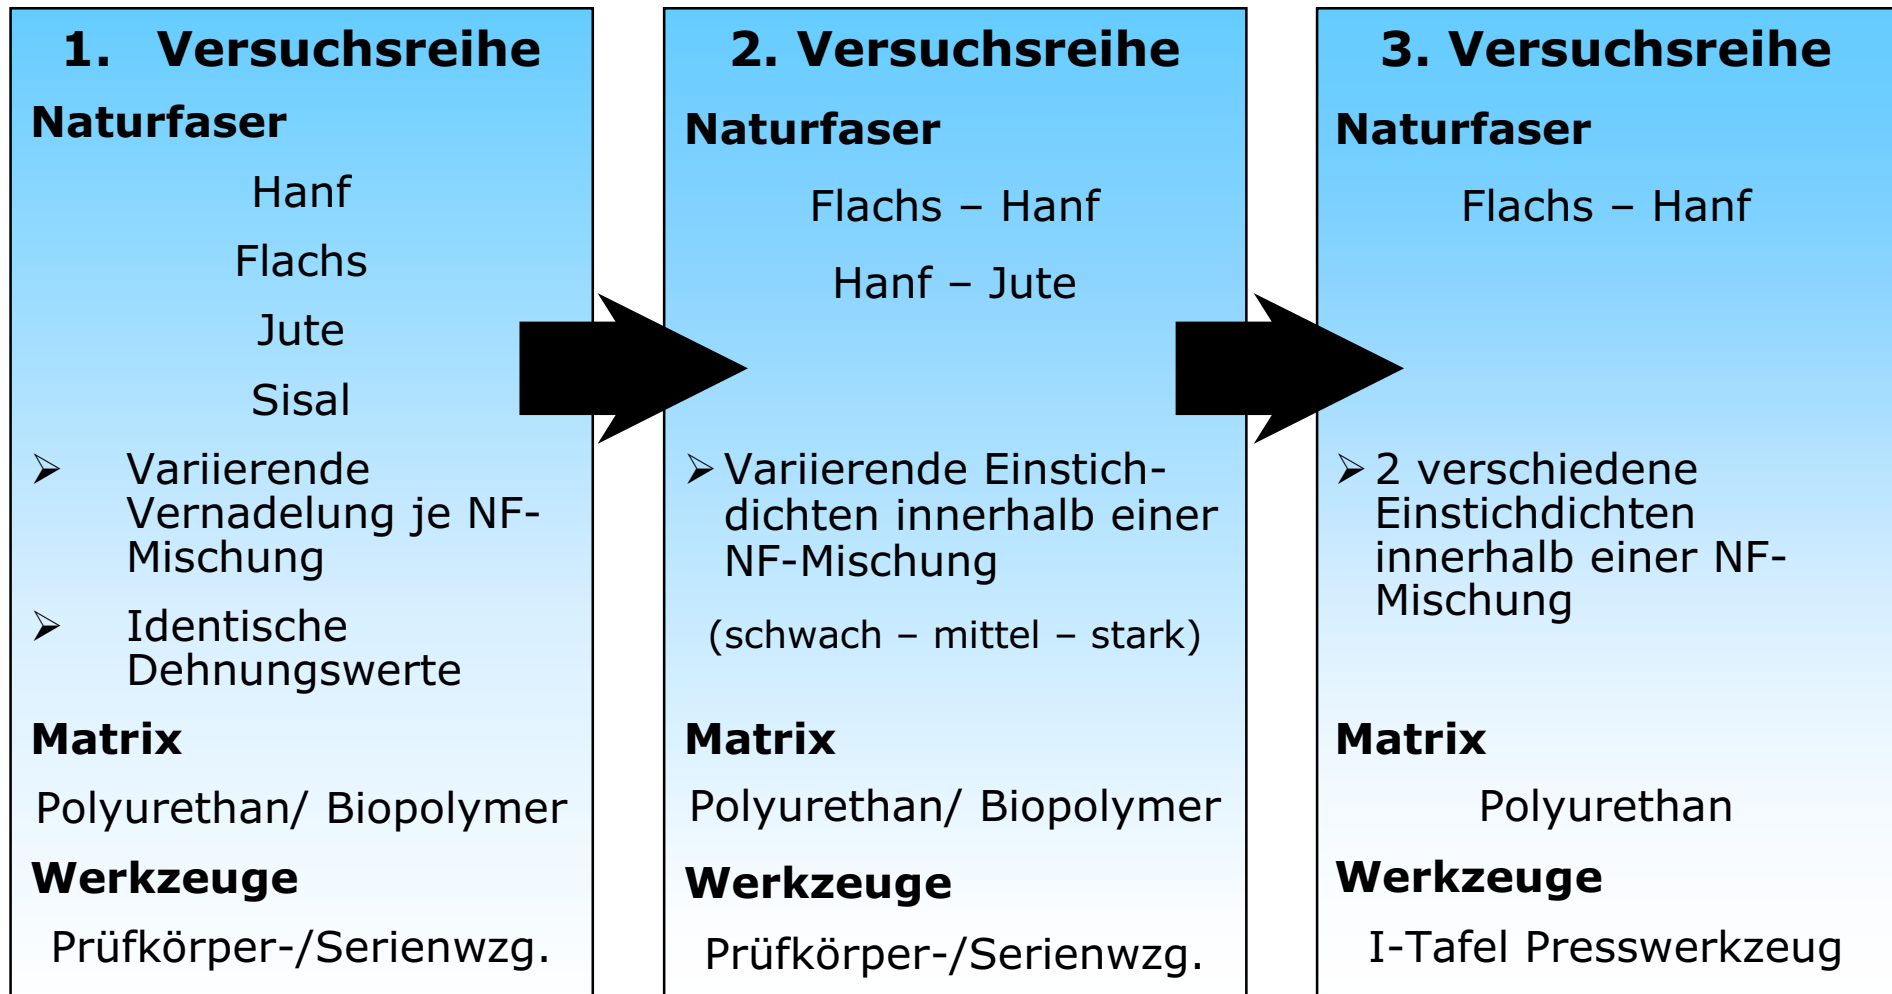 1. Versuchsreihe
Naturfaser
Hanf
Flachs
Jute
Sisal
➢ Variierende
Vernadelung je NF-
Mischung
➢ Identische
Dehnungswerte
Matrix
Polyurethan/ Biopolymer
Werkzeuge
Prüfkörper-/Serienwzg.
2. Versuchsreihe
Naturfaser
Flachs – Hanf
Hanf – Jute
➢ Variierende Einstich-
dichten innerhalb einer
NF-Mischung
(schwach – mittel – stark)
Matrix
Polyurethan/ Biopolymer
Werkzeuge
Prüfkörper-/Serienwzg.
3. Versuchsreihe
Naturfaser
Flachs – Hanf
➢ 2 verschiedene
Einstichdichten
innerhalb einer NF-
Mischung
Matrix
Polyurethan
Werkzeuge
I-Tafel Presswerkzeug